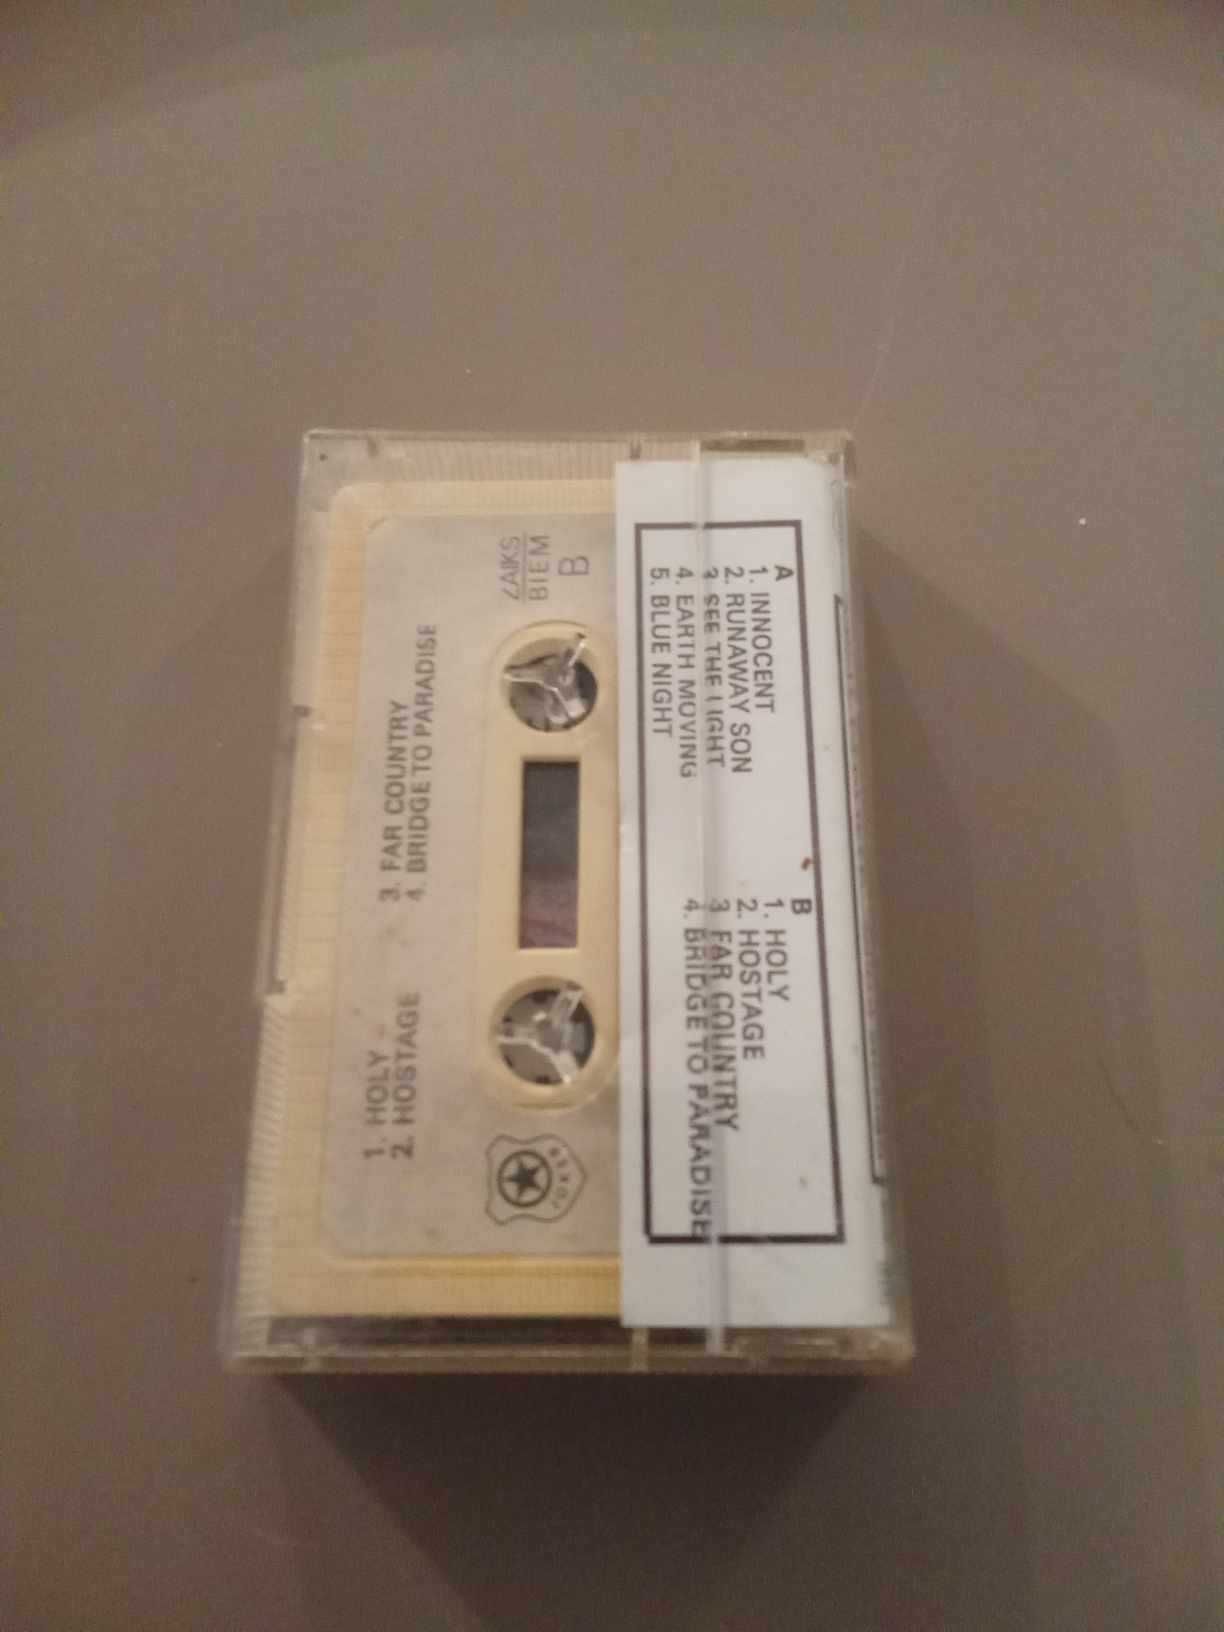 A
1. INNOCENT
2. RUNAWAY SON
3 SEE THE LIGHT
4. EARTH MOVING
5. BLUE NIGHT
B
1. HOLY
2. HOSTAGE
3 FAR COUNTRY
4. BRIDGE TO PARADISE
ZAIKS
BIEM
B
1. HOLY
2. HOSTAGE
3. FAR COUNTRY
4. BRIDGE TO PARADISE
JOKER